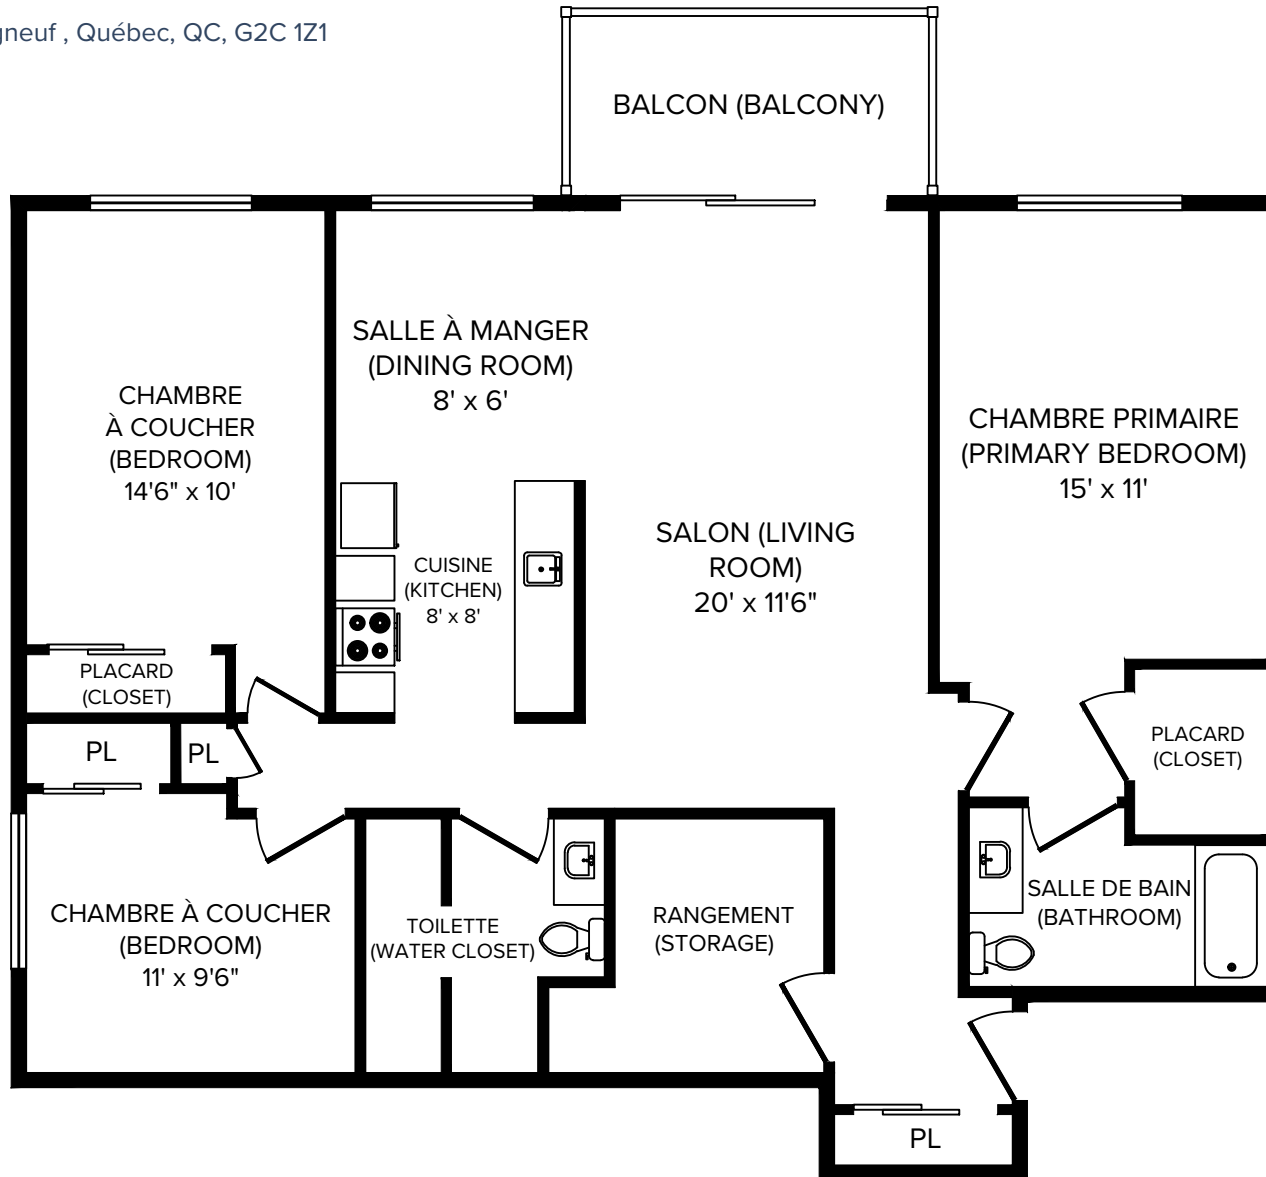 Québec, QC, G2C 1Z1
BALCON (BALCONY)
SALLE À MANGER
(DINING ROOM)
8' x 6'
CHAMBRE
À COUCHER
(BEDROOM)
14'6" x 10'
CHAMBRE PRIMAIRE
(PRIMARY BEDROOM)
15' x 11'
SALON (LIVING
ROOM)
20' x 11'6"
CUISINE
(KITCHEN)
8' x 8'
PLACARD
(CLOSET)
PL
PL
PLACARD
(CLOSET)
CHAMBRE À COUCHER
(BEDROOM)
11' x 9'6"
TOILETTE
(WATER CLOSET)
RANGEMENT
(STORAGE)
SALLE DE BAIN
(BATHROOM)
PL